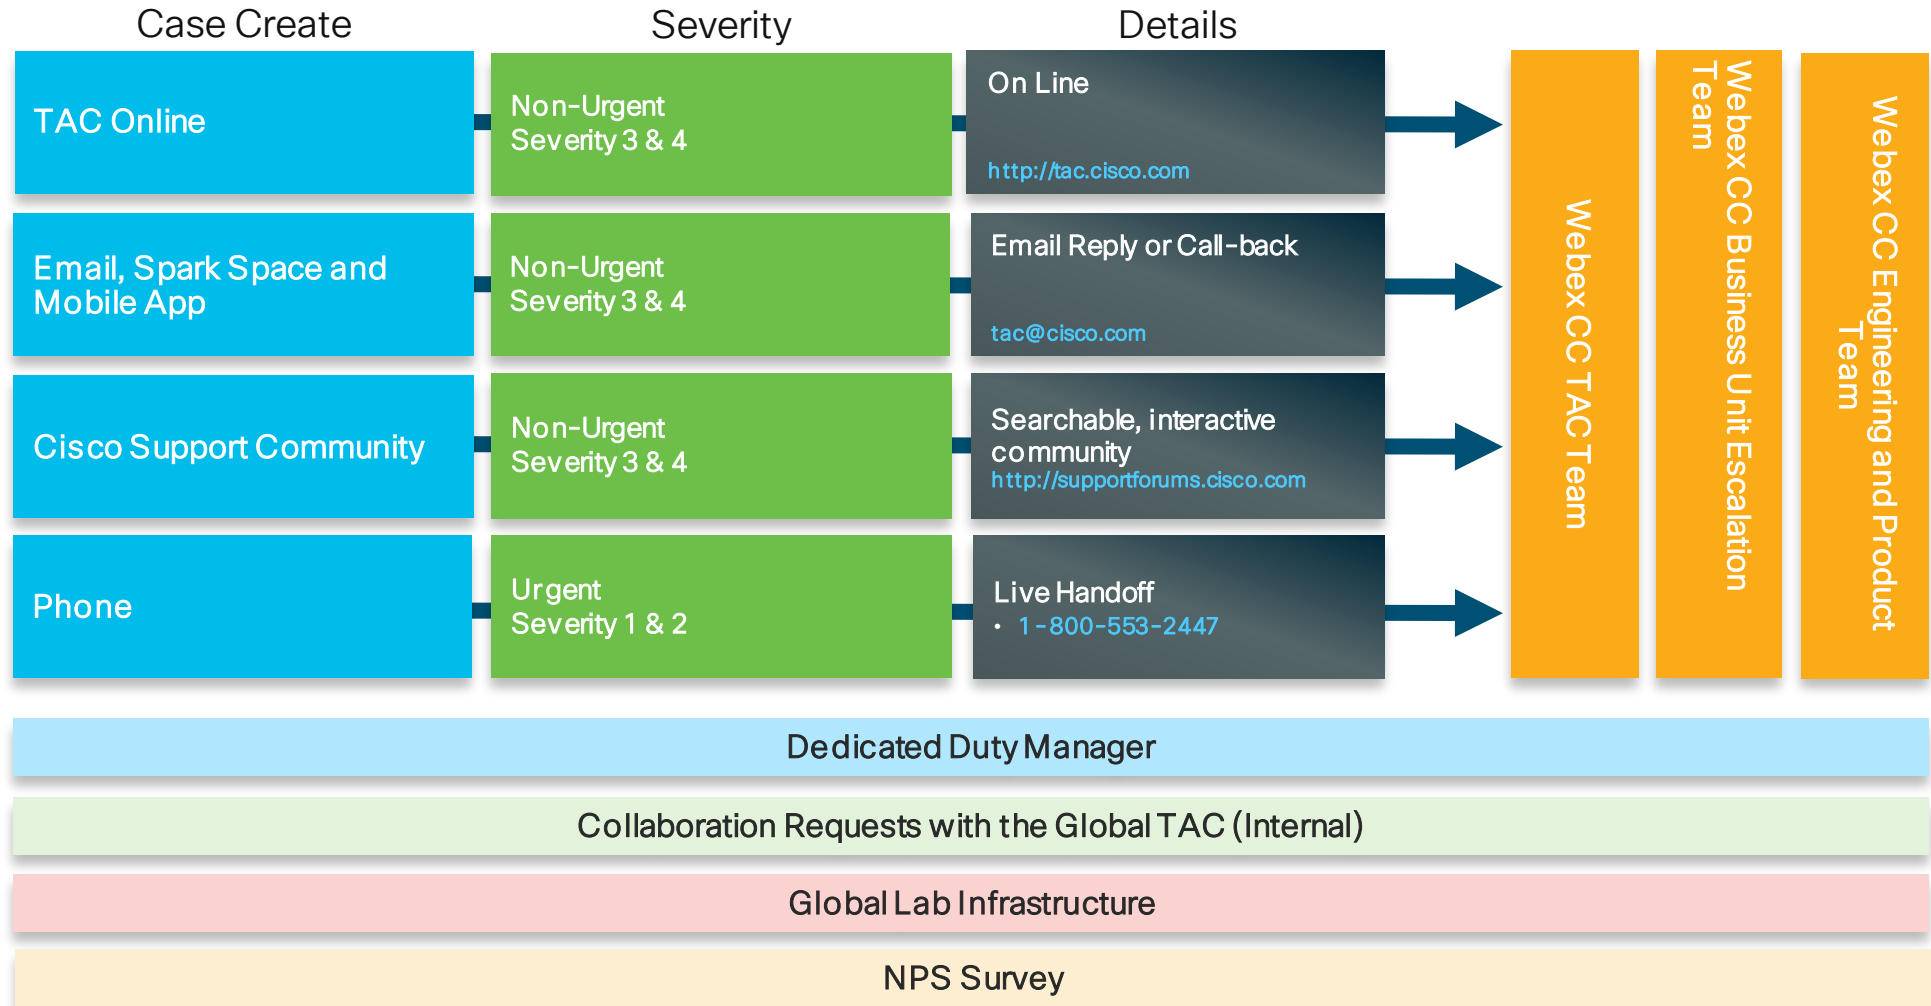 Case Create
Severity
Details
TAC Online
Non-Urgent
Severity 3 & 4
On Line
http://tac.cisco.com
Email, Spark Space and
Mobile App
Non-Urgent
Severity 3 & 4
Email Reply or Call-back
tac@cisco.com
Cisco Support Community
Non-Urgent
Severity 3 & 4
Searchable, interactive
community
http://supportforums.cisco.com
Phone
Urgent
Severity 1 & 2
Live Handoff
• 1-800-553-2447
Webex CC TAC Team
Webex CC Business Unit Escalation
Team
Webex CC Engineering and Product
Team
Dedicated Duty Manager
Collaboration Requests with the Global TAC (Internal)
Global Lab Infrastructure
NPS Survey